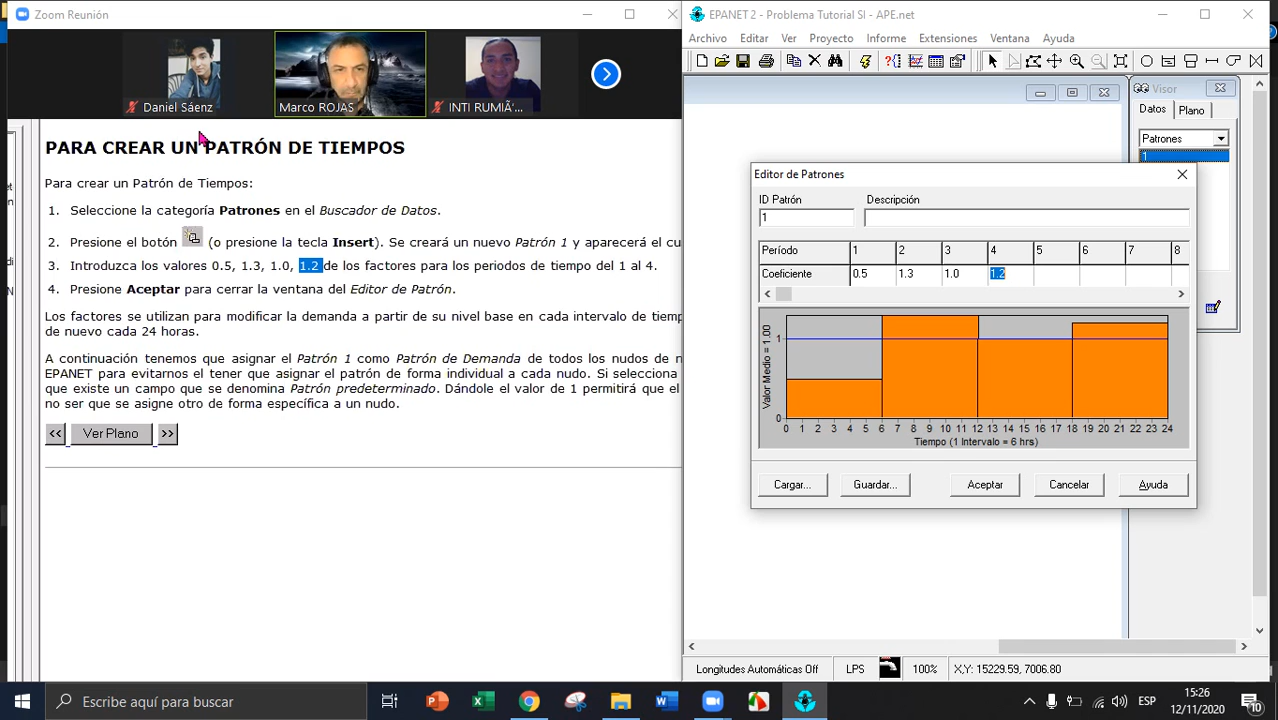 Zoom Reunión
Daniel Sáenz
Marco ROJAS
INTI RUMIÃ'...
PARA CREAR UN PATRÓN DE TIEMPOS
Para crear un Patrón de Tiempos:
1. Seleccione la categoría Patrones en el Buscador de Datos.
2. Presione el botón (o presione la tecla Insert). Se creará un nuevo Patrón 1 y aparecerá el cu
3. Introduzca los valores 0.5, 1.3, 1.0, 1.2 de los factores para los periodos de tiempo del 1 al 4.
4. Presione Aceptar para cerrar la ventana del Editor de Patrón.
Los factores se utilizan para modificar la demanda a partir de su nivel base en cada intervalo de tiemp
de nuevo cada 24 horas.
A continuación tenemos que asignar el Patrón 1 como Patrón de Demanda de todos los nudos de n
EPANET para evitarnos el tener que asignar el patrón de forma individual a cada nudo. Si selecciona
que existe un campo que se denomina Patrón predeterminado. Dándole el valor de 1 permitirá que el
no ser que se asigne otro de forma específica a un nudo.
<< Ver Plano >>
EPANET 2 - Problema Tutorial SI - APE.net
Archivo Editar Ver Proyecto Informe Extensiones Ventana Ayuda
Visor
Datos Plano
Patrones
1
Editor de Patrones
ID Patrón Descripción
1
Período 1 2 3 4 5 6 7 8
Coeficiente 0.5 1.3 1.0 1.2
Valor Medio = 1.00
1
0
0 1 2 3 4 5 6 7 8 9 10 11 12 13 14 15 16 17 18 19 20 21 22 23 24
Tiempo (1 Intervalo = 6 hrs)
Cargar... Guardar... Aceptar Cancelar Ayuda
Longitudes Automáticas Off LPS 100% X,Y: 15229.59, 7006.80
Escribe aquí para buscar
ESP
15:26
12/11/2020
10